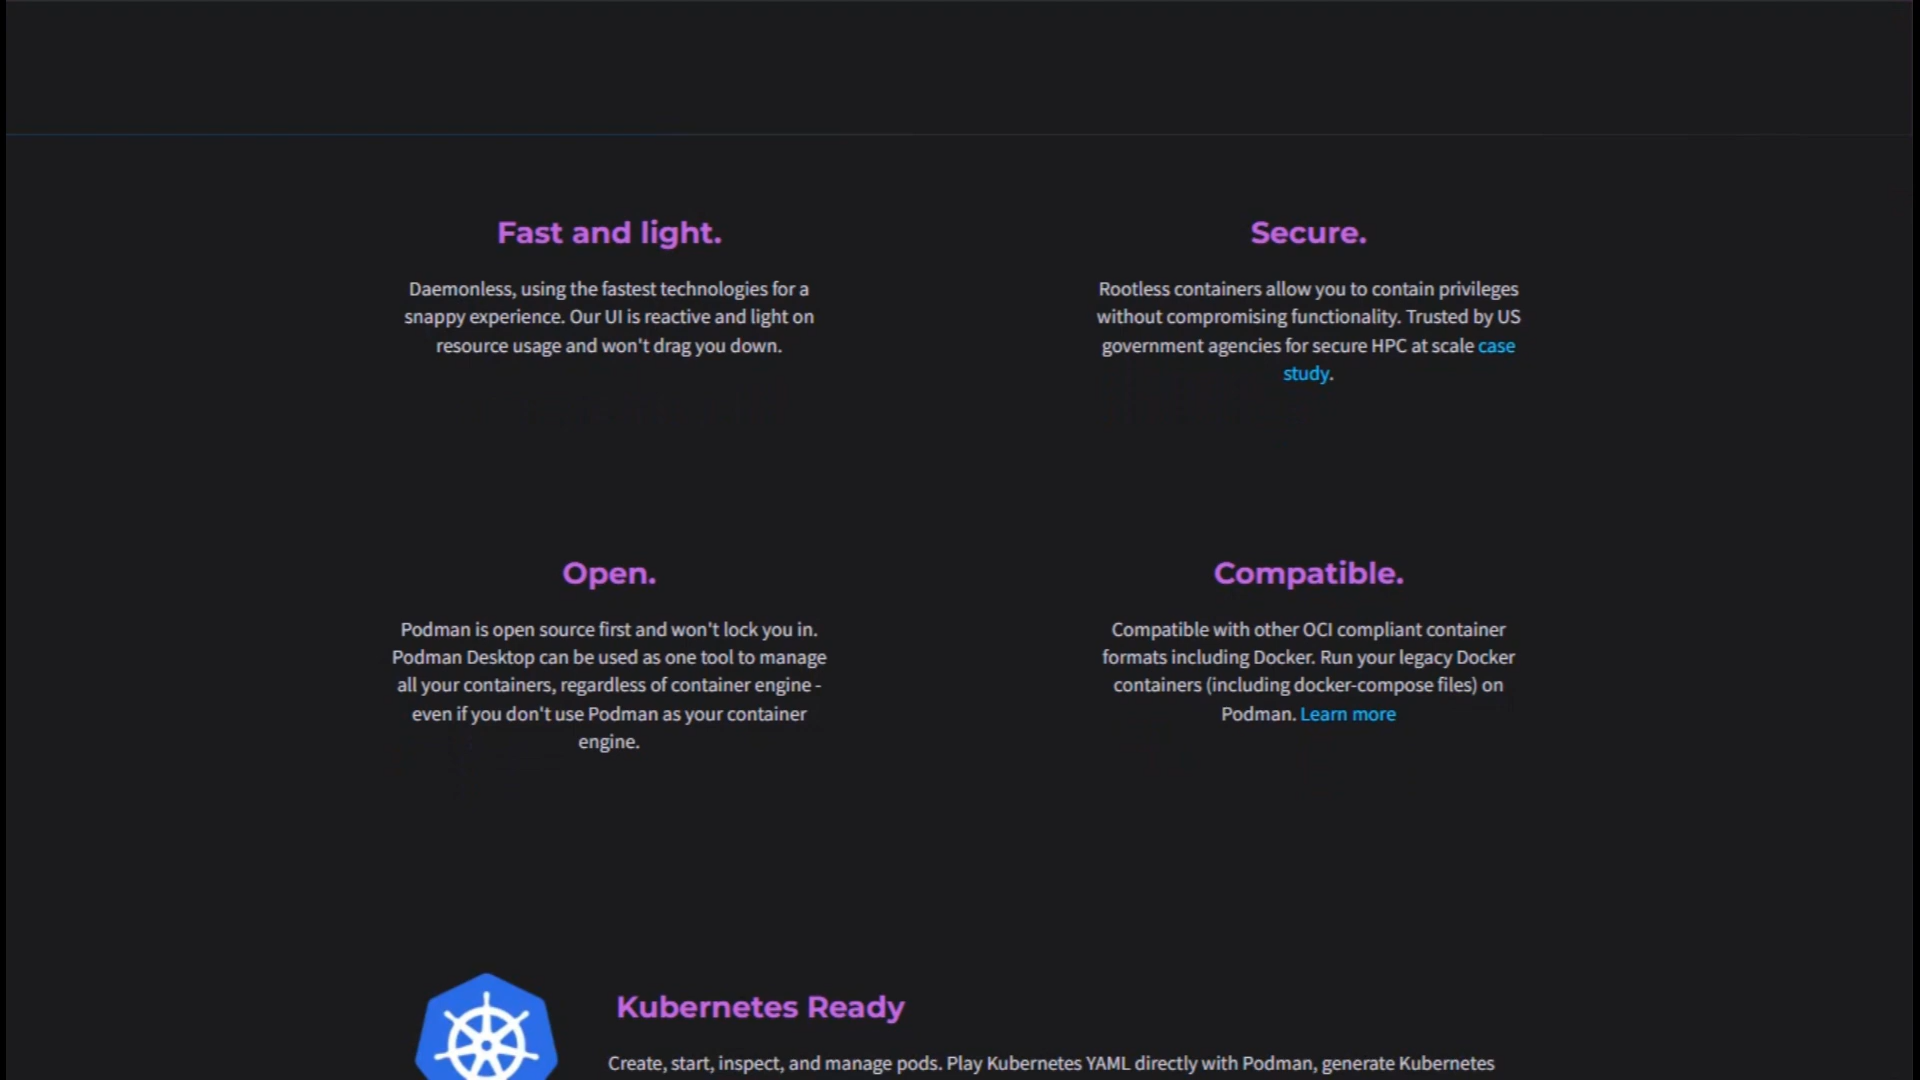 Fast and light.
Daemonless, using the fastest technologies for a
snappy experience. Our UI is reactive and light on
resource usage and won't drag you down.
Secure.
Rootless containers allow you to contain privileges
without compromising functionality. Trusted by US
government agencies for secure HPC at scale case
study.
Open.
Podman is open source first and won't lock you in.
Podman Desktop can be used as one tool to manage
all your containers, regardless of container engine -
even if you don't use Podman as your container
engine.
Compatible.
Compatible with other OCI compliant container
formats including Docker. Run your legacy Docker
containers (including docker-compose files) on
Podman. Learn more
Kubernetes Ready
Create, start, inspect, and manage pods. Play Kubernetes YAML directly with Podman, generate Kubernetes